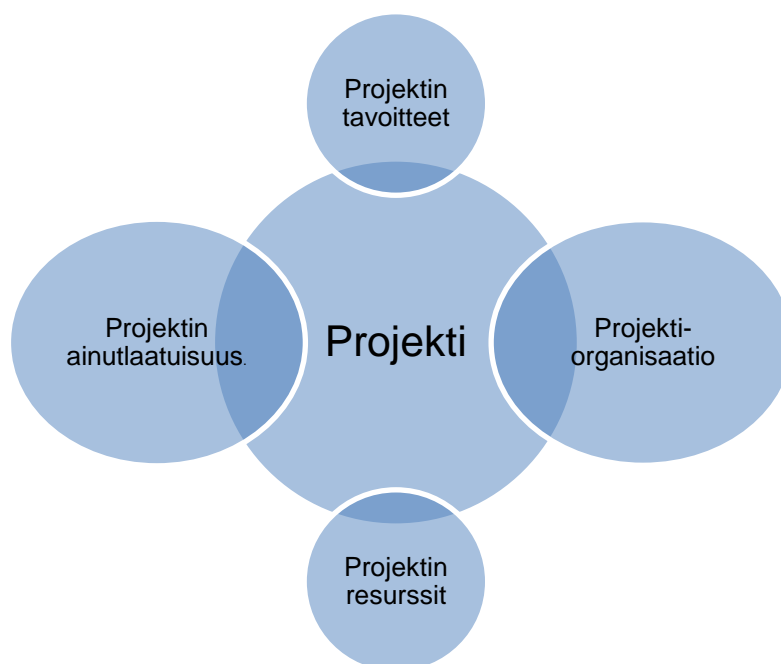 Projektin
tavoitteet
Projektin
ainutlaatuisuus.
Projekti
Projekti-
organisaatio
Projektin
resurssit